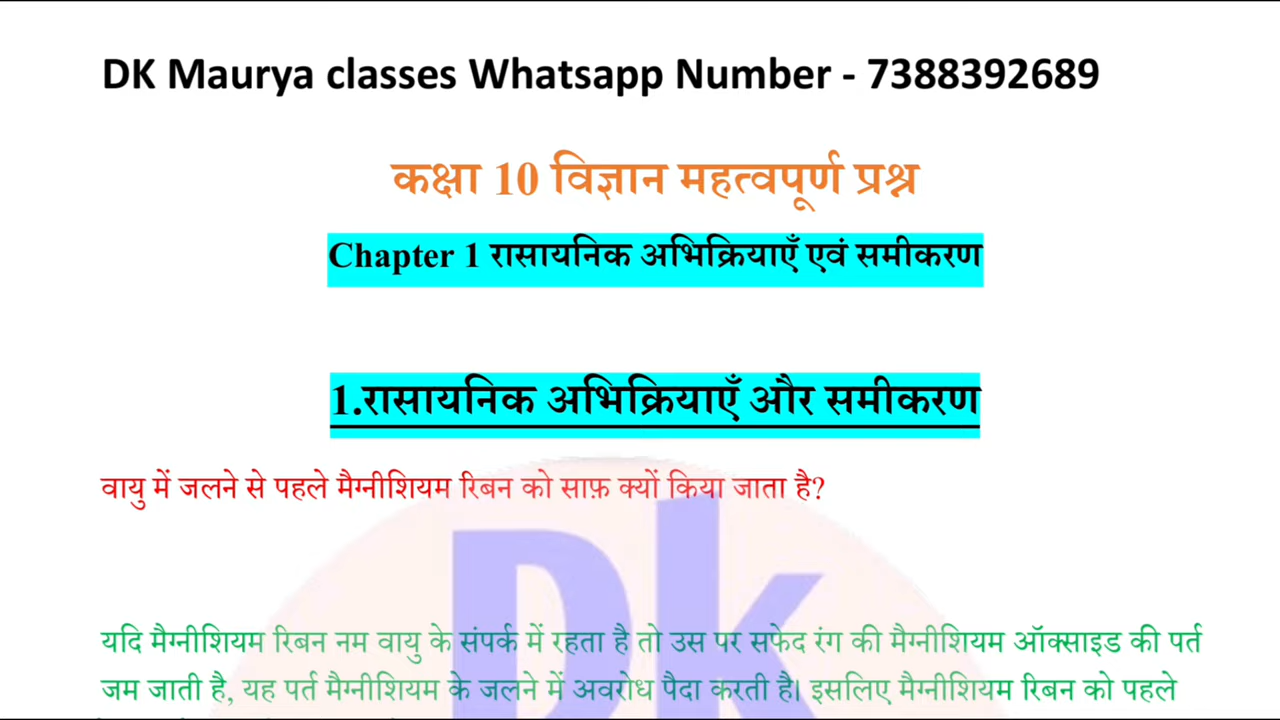 DK Maurya classes Whatsapp Number - 7388392689
कक्षा 10 विज्ञान महत्वपूर्ण प्रश्न
Chapter 1 रासायनिक अभिक्रियाएँ एवं समीकरण
1.रासायनिक अभिक्रियाएँ और समीकरण
वायु में जलने से पहले मैग्नीशियम रिबन को साफ़ क्यों किया जाता है?
Dk
यदि मैग्नीशियम रिबन नम वायु के संपर्क में रहता है तो उस पर सफेद रंग की मैग्नीशियम ऑक्साइड की पर्त
जम जाती है, यह पर्त मैग्नीशियम के जलने में अवरोध पैदा करती है। इसलिए मैग्नीशियम रिबन को पहले